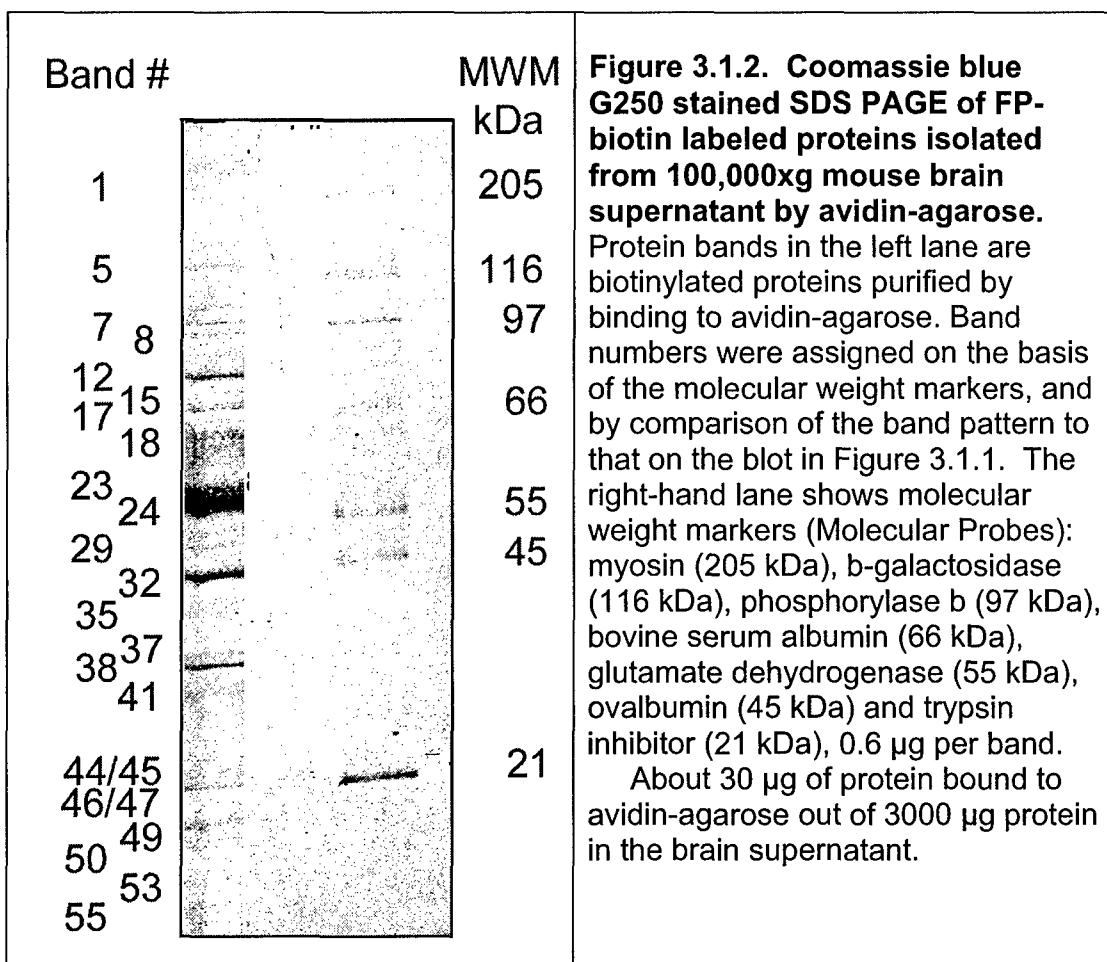 Band #
MWM
kDa
1
205
5
116
7
8
97
12
15
17
66
18
23
24
55
29
45
32
35
37
38
41
44/45
21
46/47
49
50
53
55
Figure 3.1.2. Coomassie blue
G250 stained SDS PAGE of FP-
biotin labeled proteins isolated
from 100,000xg mouse brain
supernatant by avidin-agarose.
Protein bands in the left lane are
biotinylated proteins purified by
binding to avidin-agarose. Band
numbers were assigned on the basis
of the molecular weight markers, and
by comparison of the band pattern to
that on the blot in Figure 3.1.1. The
right-hand lane shows molecular
weight markers (Molecular Probes):
myosin (205 kDa), b-galactosidase
(116 kDa), phosphorylase b (97 kDa),
bovine serum albumin (66 kDa),
glutamate dehydrogenase (55 kDa),
ovalbumin (45 kDa) and trypsin
inhibitor (21 kDa), 0.6 µg per band.
About 30 µg of protein bound to
avidin-agarose out of 3000 µg protein
in the brain supernatant.